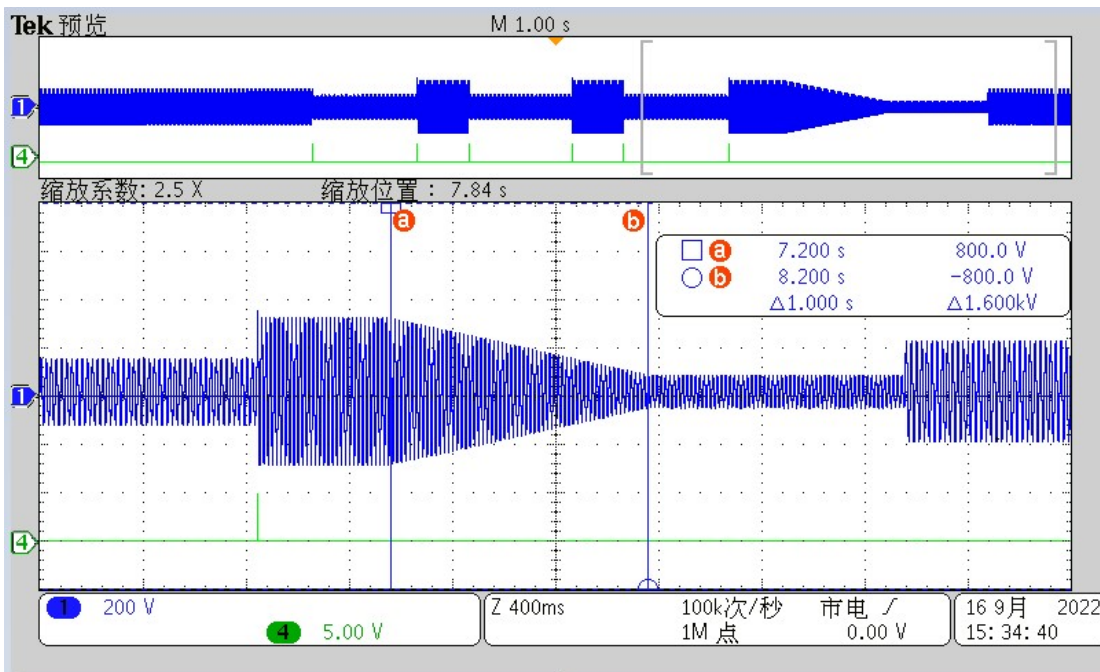 Tek 预览 M 1.00 s
1
4
缩放系数: 2.5 X 缩放位置 : 7.84 s
a b
a 7.200 s 800.0 V
b 8.200 s -800.0 V
△1.000 s △1.600kV
1
4
1 200 V Z 400ms 100k次/秒 市电 16 9月 2022
4 5.00 V 1M 点 0.00 V 15:34:40